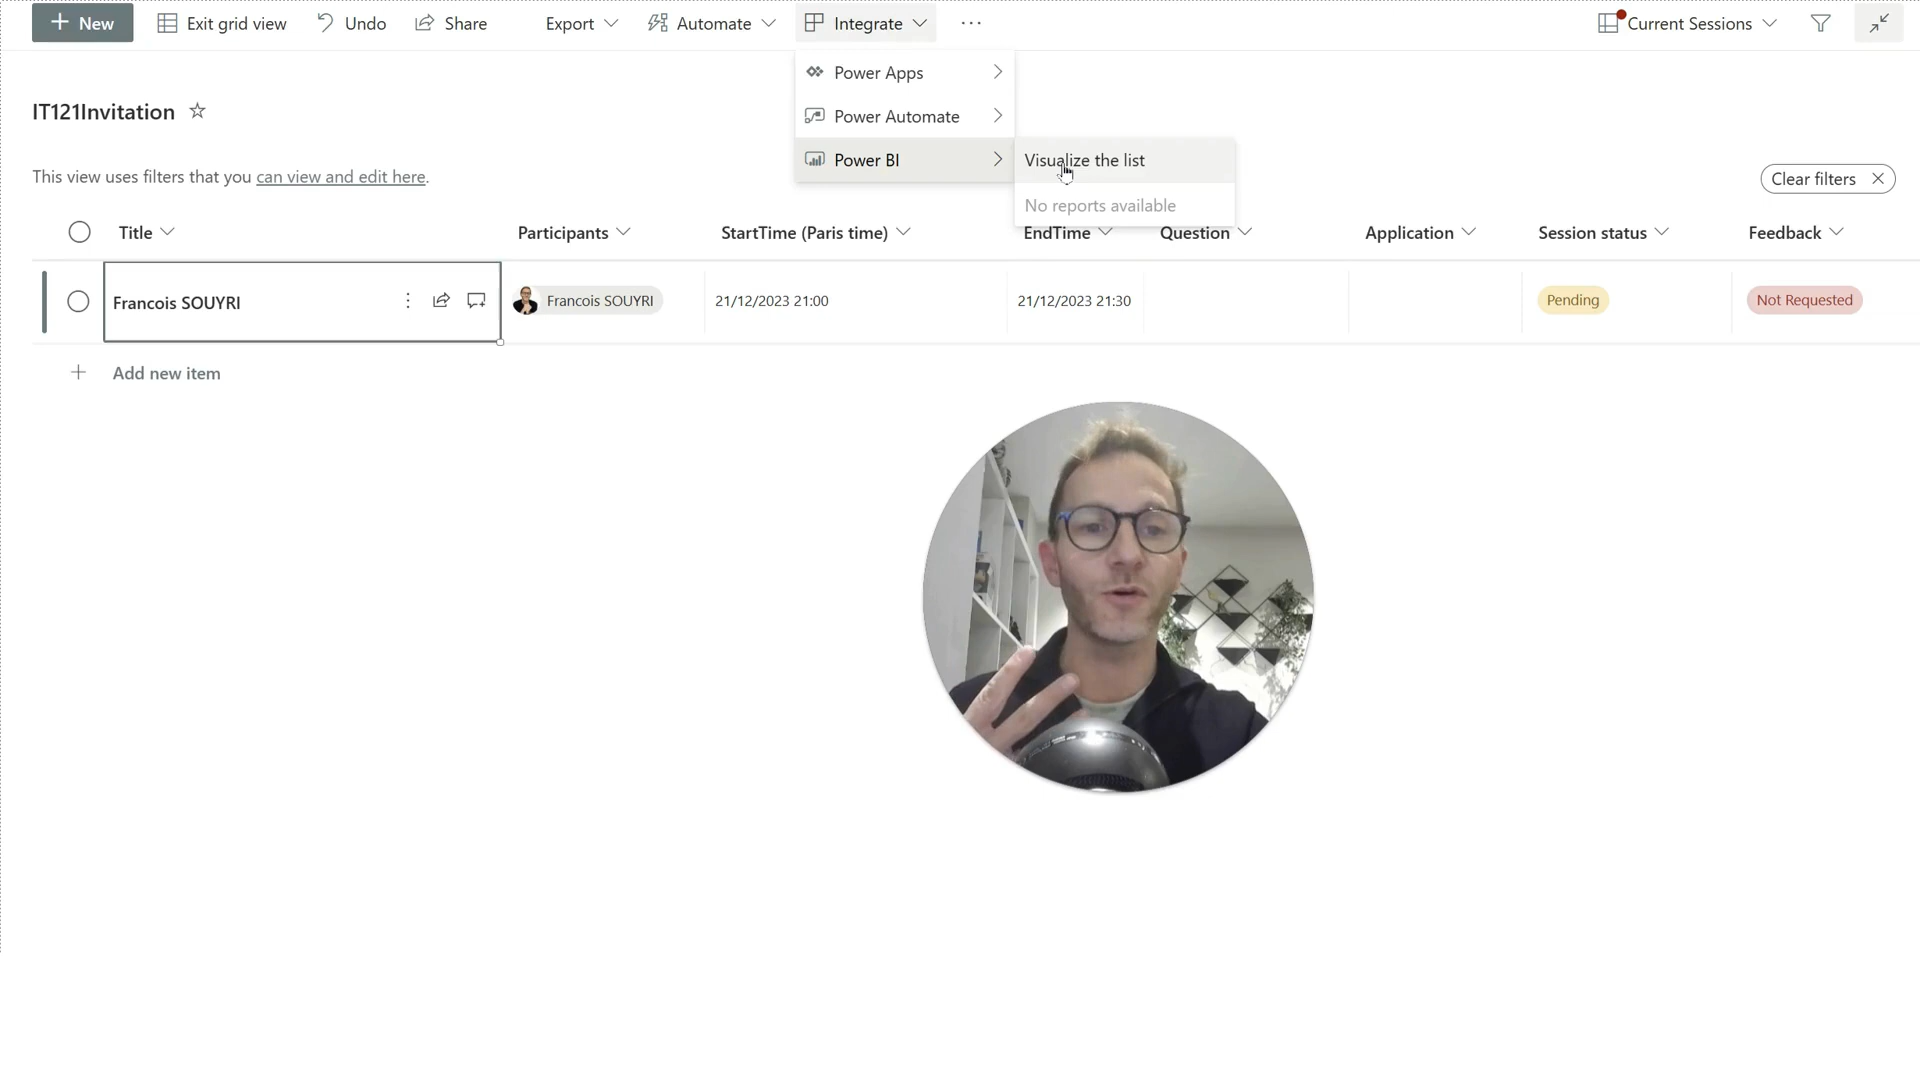 New
Exit grid view
Undo
Share
Export
Automate
Integrate
Current Sessions
Power Apps
IT121Invitation
Power Automate
Power BI
Visualize the list
This view uses filters that you can view and edit here.
Clear filters
No reports available
Title
Participants
StartTime (Paris time)
EndTime
Question
Application
Session status
Feedback
Francois SOUYRI
Francois SOUYRI
21/12/2023 21:00
21/12/2023 21:30
Pending
Not Requested
Add new item